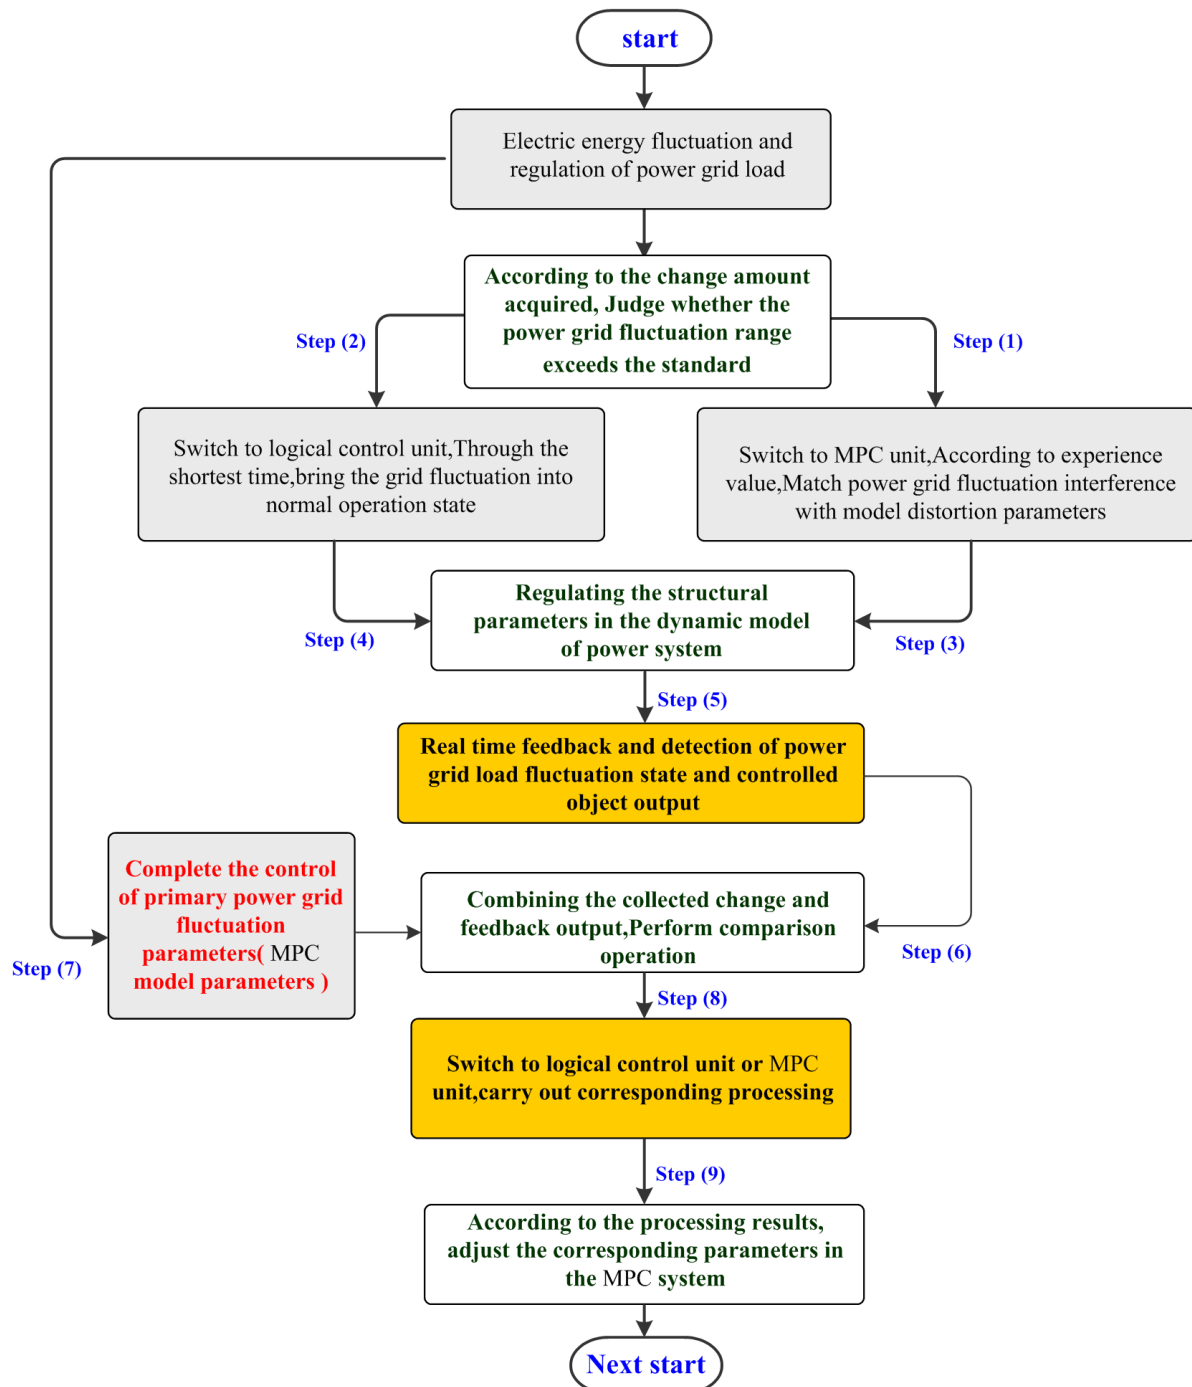 start
Electric energy fluctuation and
regulation of power grid load
According to the change amount
acquired, Judge whether the
power grid fluctuation range
exceeds the standard
Step (2)
Step (1)
Switch to logical control unit,Through the
shortest time,bring the grid fluctuation into
normal operation state
Switch to MPC unit,According to experience
value,Match power grid fluctuation interference
with model distortion parameters
Regulating the structural
parameters in the dynamic model
of power system
Step (4)
Step (3)
Step (5)
Real time feedback and detection of power
grid load fluctuation state and controlled
object output
Complete the control
of primary power grid
fluctuation
parameters( MPC
model parameters )
Combining the collected change and
feedback output,Perform comparison
operation
Step (6)
Step (7)
Step (8)
Switch to logical control unit or MPC
unit,carry out corresponding processing
Step (9)
According to the processing results,
adjust the corresponding parameters in
the MPC system
Next start